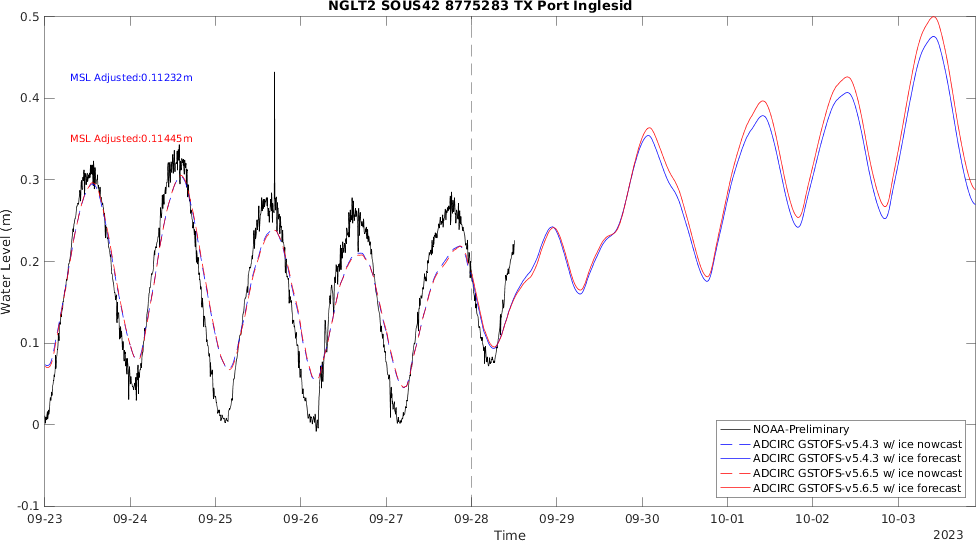 NGLT2 SOUS42 8775283 TX Port Inglesid
0.5
MSL Adjusted:0.11232m
0.4
MSL Adjusted:0.11445m
0.3
Water Level (m)
0.2
0.1
0
-0.1
NOAA-Preliminary
ADCIRC GSTOFS-v5.4.3 w/ ice nowcast
ADCIRC GSTOFS-v5.4.3 w/ ice forecast
ADCIRC GSTOFS-v5.6.5 w/ ice nowcast
ADCIRC GSTOFS-v5.6.5 w/ ice forecast
09-23 09-24 09-25 09-26 09-27 09-28 09-29 09-30 10-01 10-02 10-03
Time
2023